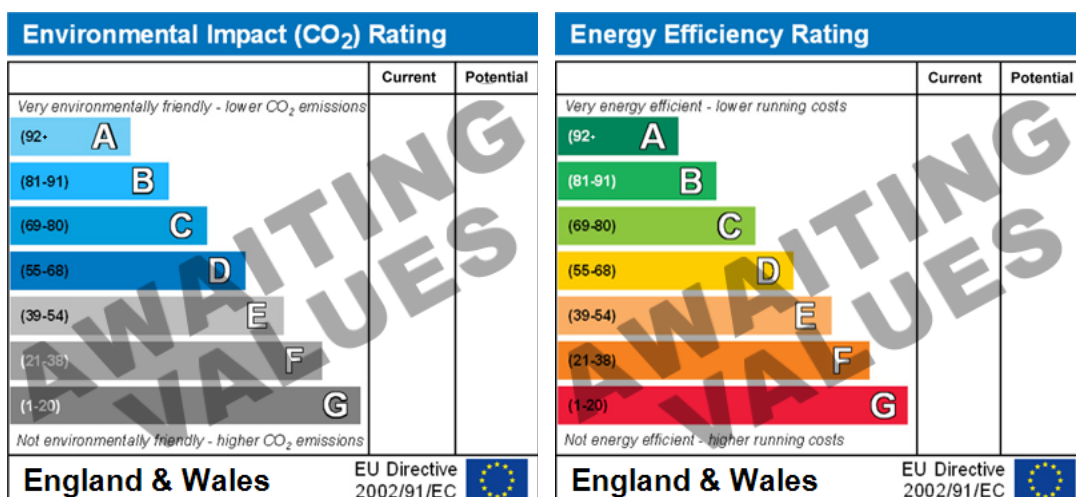 Environmental Impact (CO₂) Rating
Current Potential
Very environmentally friendly - lower CO₂ emissions
(92+ A
(81-91) B
(69-80) C
(55-68) D
(39-54) E
(21-38) F
(1-20) G
Not environmentally friendly - higher CO₂ emissions
AWAITING
VALUES
England & Wales
EU Directive
2002/91/EC
Energy Efficiency Rating
Current Potential
Very energy efficient - lower running costs
(92- A
(81-91) B
(69-80) C
(55-68) D
(39-54) E
(21-38) F
(1-20) G
Not energy efficient - higher running costs
AWAITING
VALUES
England & Wales
EU Directive
2002/91/EC